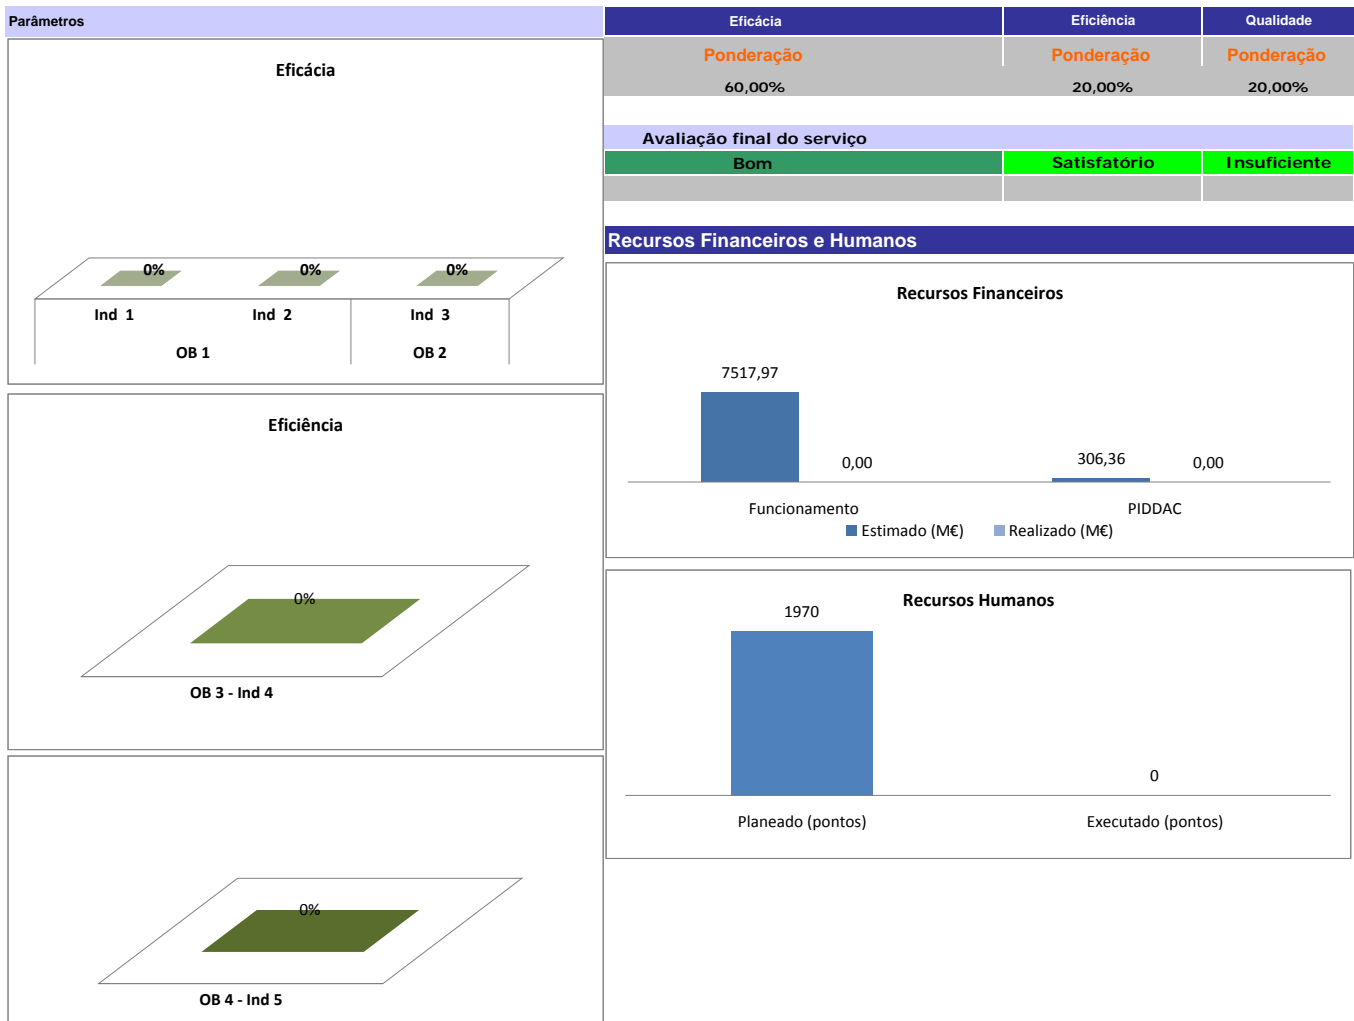 Parâmetros
Eficácia Eficiência Qualidade
Ponderação Ponderação Ponderação
60,00% 20,00% 20,00%
Avaliação final do serviço
Bom Satisfatório Insuficiente
Eficácia
0% 0% 0%
Ind 1 Ind 2 Ind 3
OB 1 OB 2
Eficiência
0%
OB 3 - Ind 4
0%
OB 4 - Ind 5
Recursos Financeiros e Humanos
Recursos Financeiros
7517,97
0,00
306,36
0,00
Funcionamento PIDDAC
Estimado (M€) Realizado (M€)
Recursos Humanos
1970
0
Planeado (pontos) Executado (pontos)